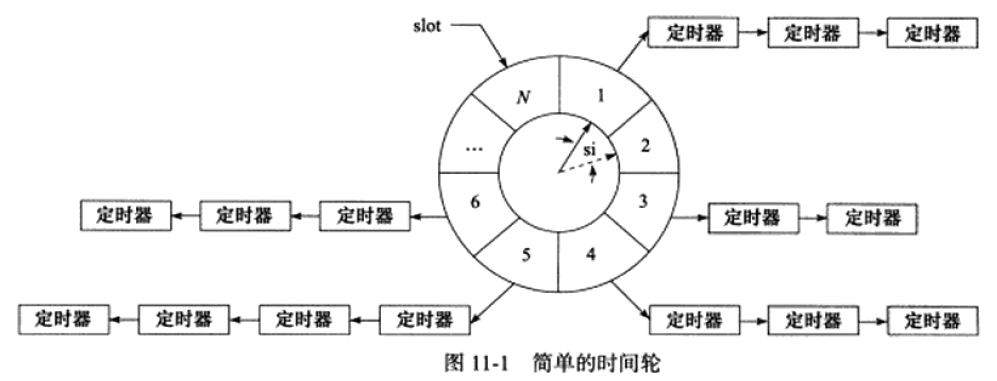 slot
定时器 定时器 定时器
N 1
... si 2
定时器 定时器 定时器 6 3 定时器 定时器
5 4
定时器 定时器 定时器 定时器 定时器 定时器 定时器
图 11-1 简单的时间轮